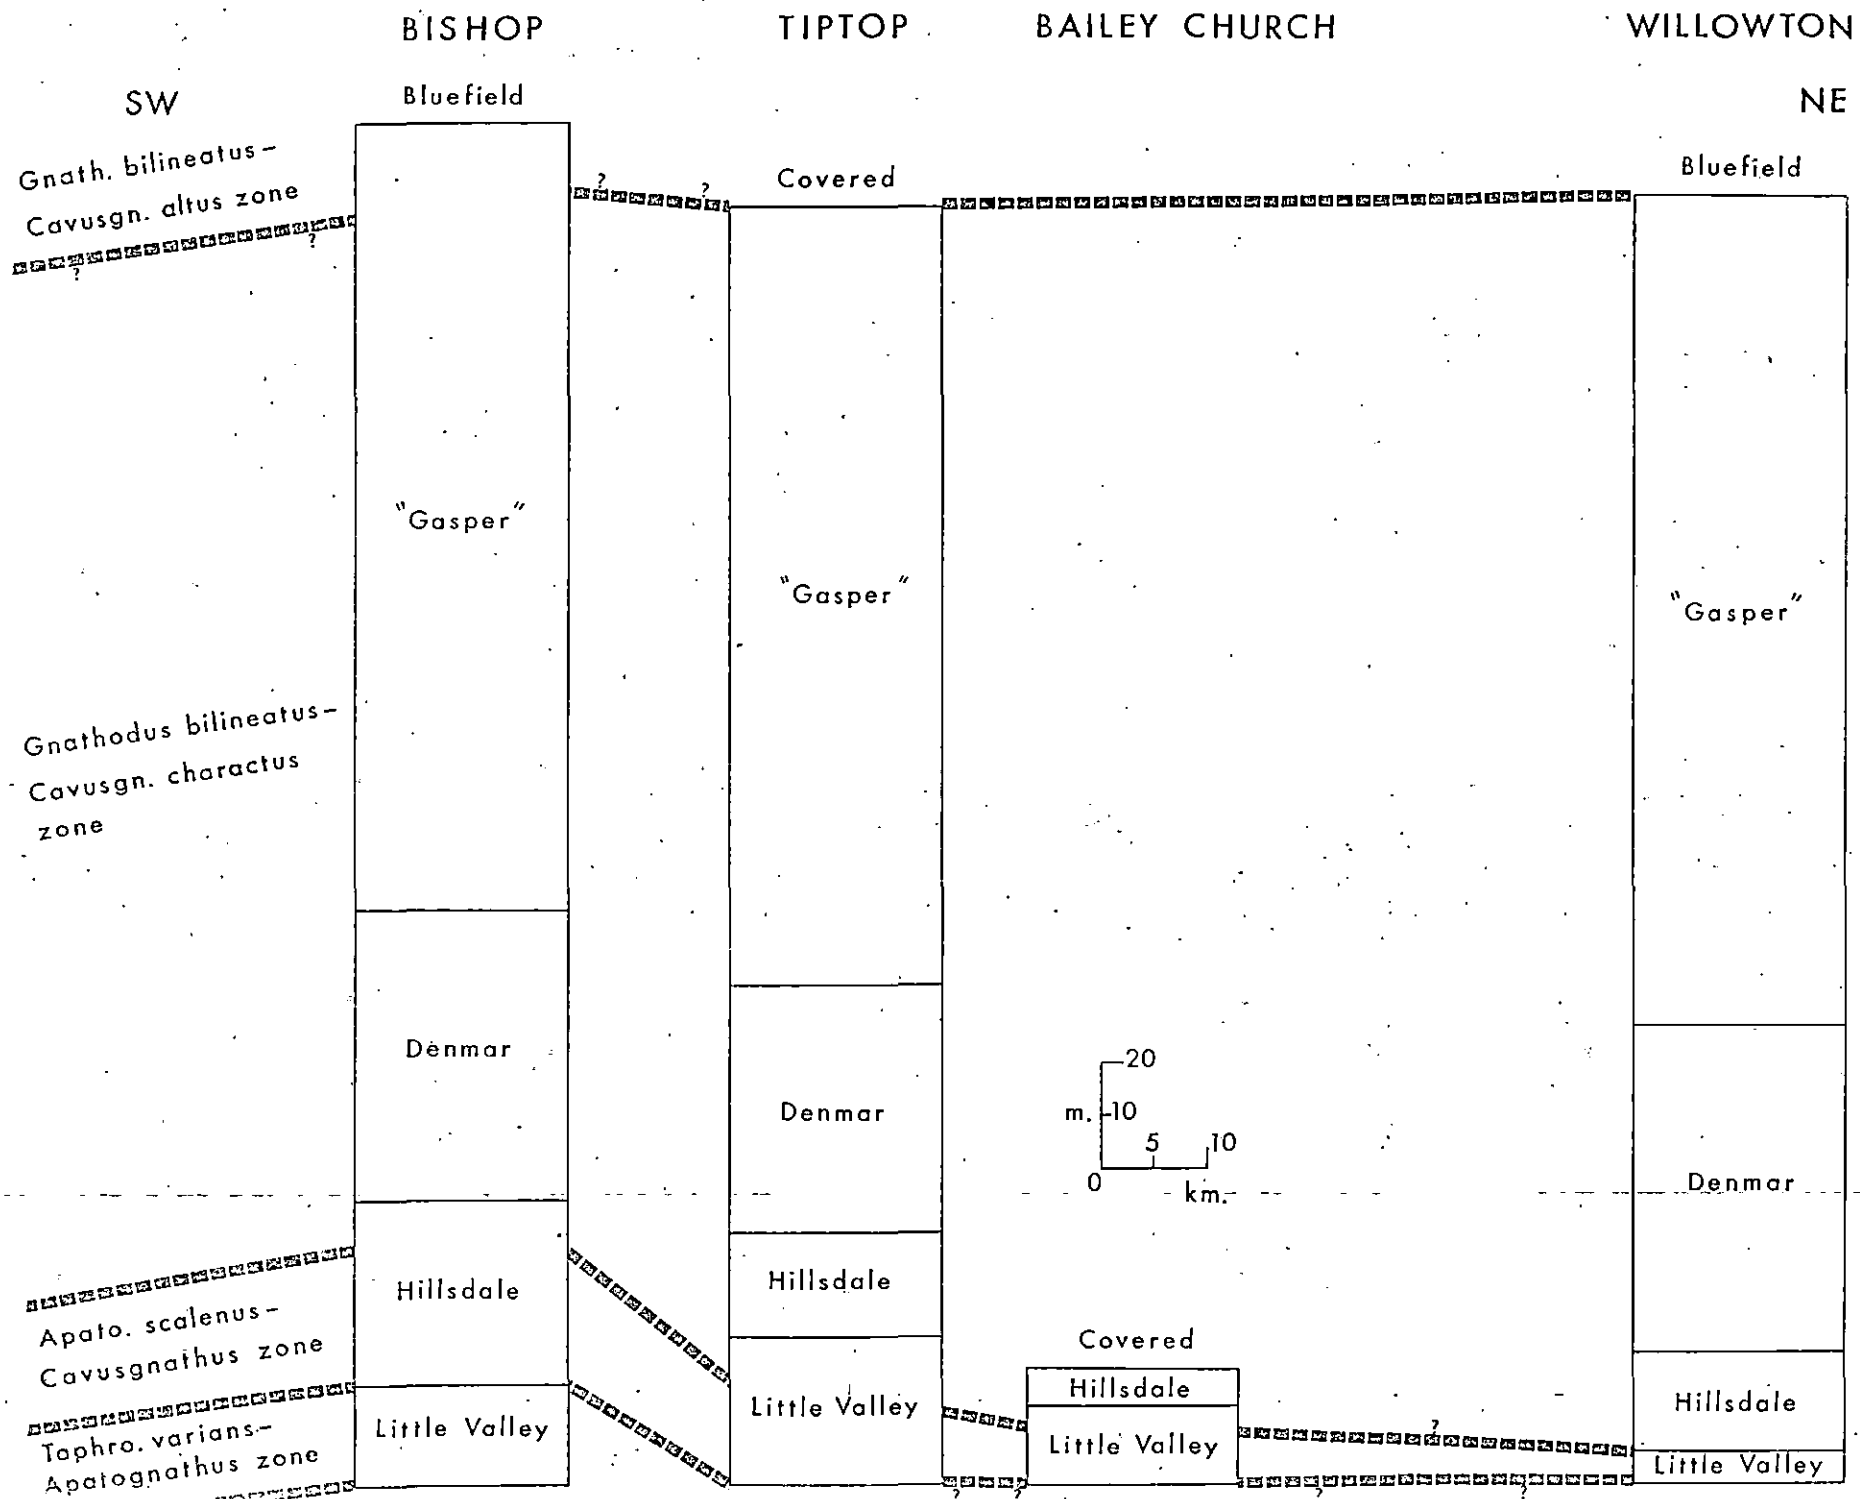 BISHOP
TIPTOP
BAILEY CHURCH
WILLOWTON
SW
NE
Bluefield
Covered
Bluefield
Gnath. bilineatus–
Cavusgn. altus zone
?
?
?
?
"Gasper"
"Gasper"
"Gasper"
Gnathodus bilineatus–
Cavusgn. charactus
zone
Denmar
Denmar
Denmar
20
m. 10
5 10
0
km.
Apato. scalenus–
Cavusgnathus zone
Hillsdale
Hillsdale
Covered
Hillsdale
Hillsdale
Taphro. varians–
Apatognathus zone
Little Valley
Little Valley
Little Valley
Little Valley
?
?
?
?
?